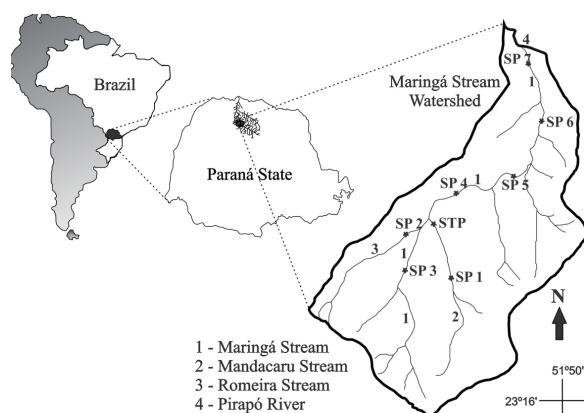 Brazil
Paraná State
Maringá Stream
Watershed
4
SP 7
1
SP 6
1
SP 4
SP 5
SP 2
STP
3
1
SP 3
SP 1
1
2
N
1 - Maringá Stream
2 - Mandacaru Stream
3 - Romeira Stream
4 - Pirapó River
51°50'
23°16'